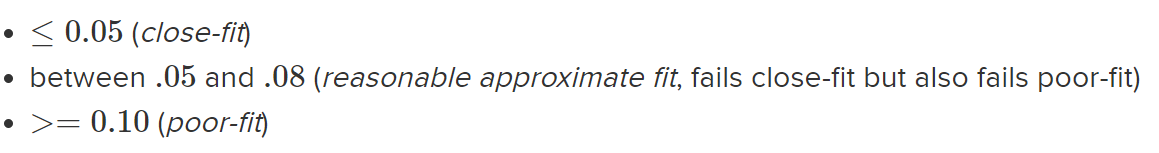 • ≤ 0.05 (close-fit)
• between .05 and .08 (reasonable approximate fit, fails close-fit but also fails poor-fit)
• >= 0.10 (poor-fit)